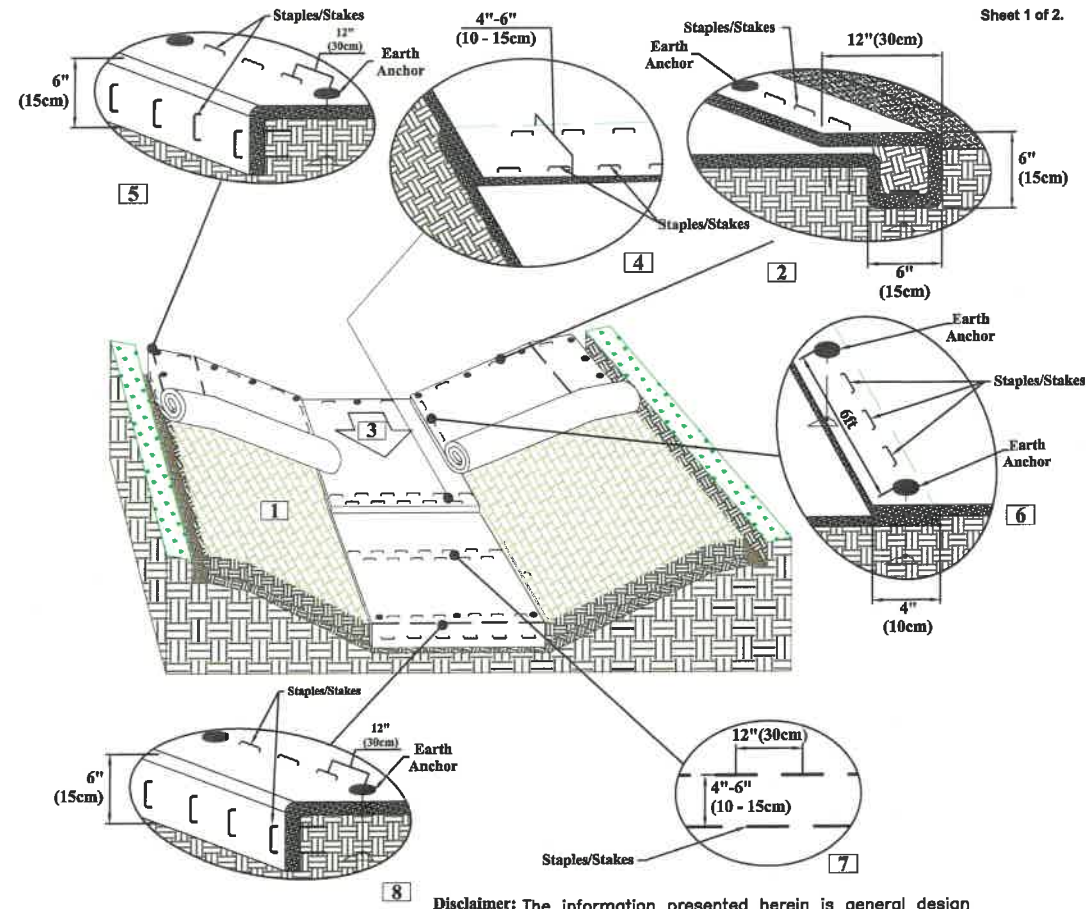 Sheet 1 of 2.
Staples/Stakes
12"
(30cm)
Earth
Anchor
6"
(15cm)
5
4"-6"
(10 - 15cm)
Staples/Stakes
4
Staples/Stakes
12"(30cm)
Earth
Anchor
6"
(15cm)
6"
(15cm)
2
3
1
Earth
Anchor
Staples/Stakes
6ft
Earth
Anchor
6
4"
(10cm)
Staples/Stakes
12"
(30cm)
Earth
Anchor
6"
(15cm)
8
12"(30cm)
4"-6"
(10 - 15cm)
Staples/Stakes
7
Disclaimer: The information presented herein is general design